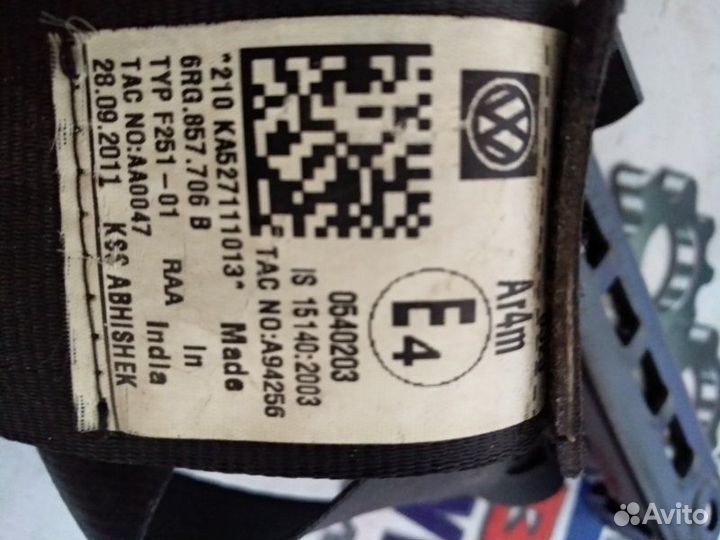 Ar4m
E4
0540203
IS 15140:2003
TAC NO:A94256
*210 KA527111013* Made
6RG.857.706 B In
TYP F251-01 RAA India
TAC NO:AA0047
28.09.2011 KSS ABHISHEK
Avito